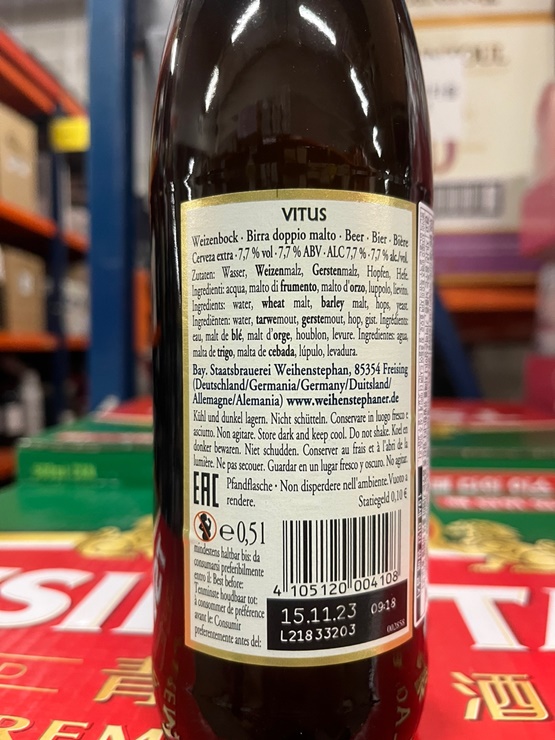 VITUS
Weizenbock · Birra doppio malto · Beer · Bier · Bière
Cerveza extra · 7,7 % vol · 7,7 % ABV · ALC 7,7 % · 7,7 % alc./vol.
Zutaten: Wasser, Weizenmalz, Gerstenmalz, Hopfen, Hefe.
Ingredienti: acqua, malto di frumento, malto d'orzo, luppolo, lievito.
Ingredients: water, wheat malt, barley malt, hops, yeast.
Ingrediënten: water, tarwemout, gerstemout, hop, gist. Ingrédients:
eau, malt de blé, malt d'orge, houblon, levure. Ingredientes: agua,
malta de trigo, malta de cebada, lúpulo, levadura.
Bay. Staatsbrauerei Weihenstephan, 85354 Freising
(Deutschland/Germania/Germany/Duitsland/
Allemagne/Alemania) www.weihenstephaner.de
Kühl und dunkel lagern. Nicht schütteln. Conservare in luogo fresco e
asciutto. Non agitare. Store dark and keep cool. Do not shake. Koel en
donker bewaren. Niet schudden. Conserver au frais et à l'abri de la
lumière. Ne pas secouer. Guardar en un lugar fresco y oscuro. No agitar.
EAC
Pfandflasche · Non disperdere nell'ambiente. Vuoto a
rendere. Statiegeld 0,10 €
e 0,5 l
mindestens haltbar bis: da
consumarsi preferibilmente
entro il: Best before:
Tenminste houdbaar tot:
à consommer de préférence
avant le: Consumir
preferentemente antes del:
4 105120 004108
15.11.23 09:18
L21833203
002858
青
酒